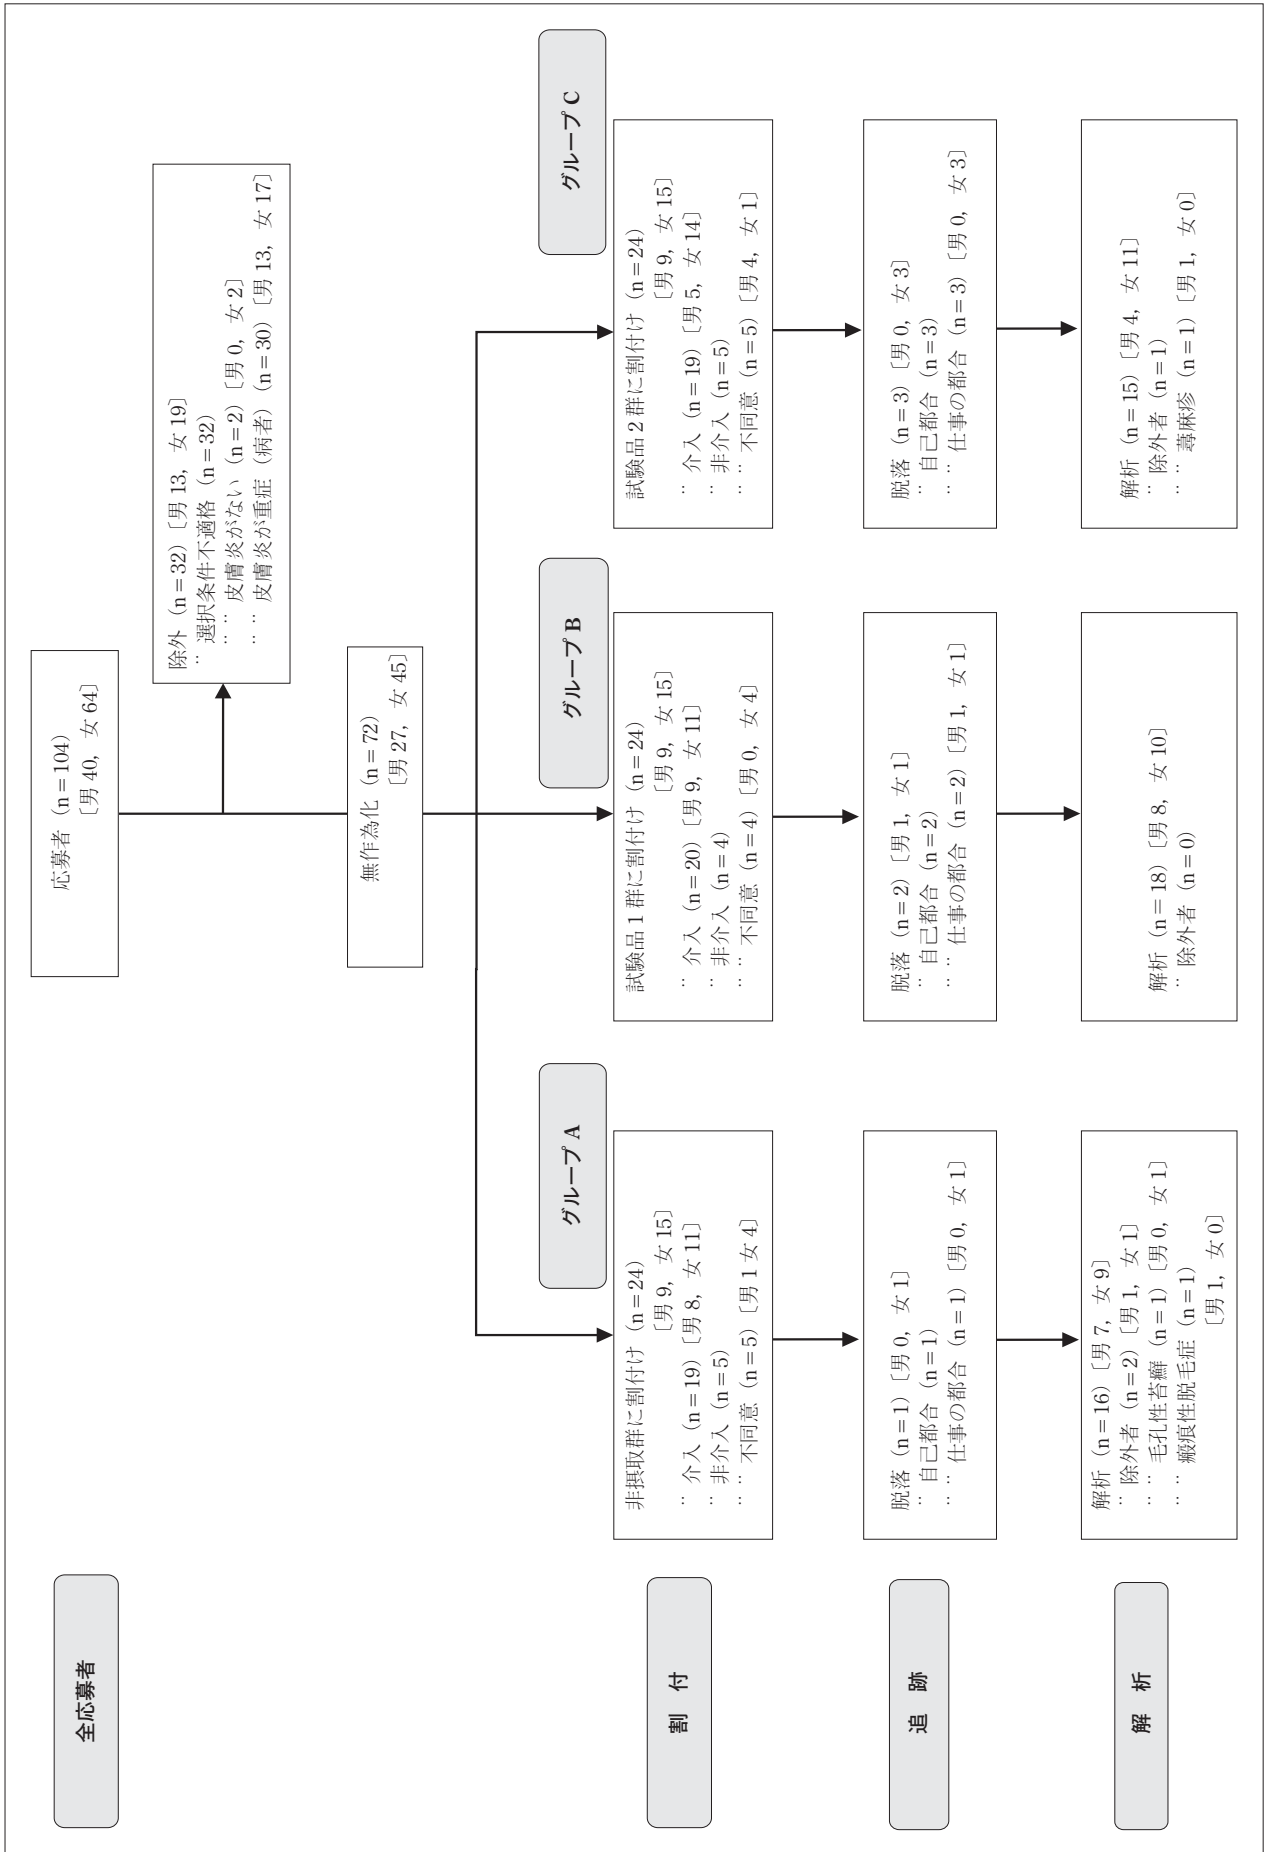 全応募者
応募者 (n＝104)
［男 40，女 64］
除外 (n＝32)［男 13，女 19］
‥ 選択条件不適格 (n＝32)
‥ ‥ 皮膚炎がない (n＝2)［男 0，女 2］
‥ ‥ 皮膚炎が重症（病者）(n＝30)［男 13，女 17］
無作為化 (n＝72)
［男 27，女 45］
グループ A
グループ B
グループ C
割　付
非摂取群に割付け (n＝24)
［男 9，女 15］
‥ 介入 (n＝19)［男 8，女 11］
‥ 非介入 (n＝5)
‥ ‥ 不同意 (n＝5)［男 1 女 4］
試験品 1 群に割付け (n＝24)
［男 9，女 15］
‥ 介入 (n＝20)［男 9，女 11］
‥ 非介入 (n＝4)
‥ ‥ 不同意 (n＝4)［男 0，女 4］
試験品 2 群に割付け (n＝24)
［男 9，女 15］
‥ 介入 (n＝19)［男 5，女 14］
‥ 非介入 (n＝5)
‥ ‥ 不同意 (n＝5)［男 4，女 1］
追　跡
脱落 (n＝1)［男 0，女 1］
‥ 自己都合 (n＝1)
‥ ‥ 仕事の都合 (n＝1)［男 0，女 1］
脱落 (n＝2)［男 1，女 1］
‥ 自己都合 (n＝2)
‥ ‥ 仕事の都合 (n＝2)［男 1，女 1］
脱落 (n＝3)［男 0，女 3］
‥ 自己都合 (n＝3)
‥ ‥ 仕事の都合 (n＝3)［男 0，女 3］
解　析
解析 (n＝16)［男 7，女 9］
‥ 除外者 (n＝2)［男 1，女 1］
‥ ‥ 毛孔性苔癬 (n＝1)［男 0，女 1］
‥ ‥ 瘢痕性脱毛症 (n＝1)
［男 1，女 0］
解析 (n＝18)［男 8，女 10］
‥ 除外者 (n＝0)
解析 (n＝15)［男 4，女 11］
‥ 除外者 (n＝1)
‥ ‥ 蕁麻疹 (n＝1)［男 1，女 0］